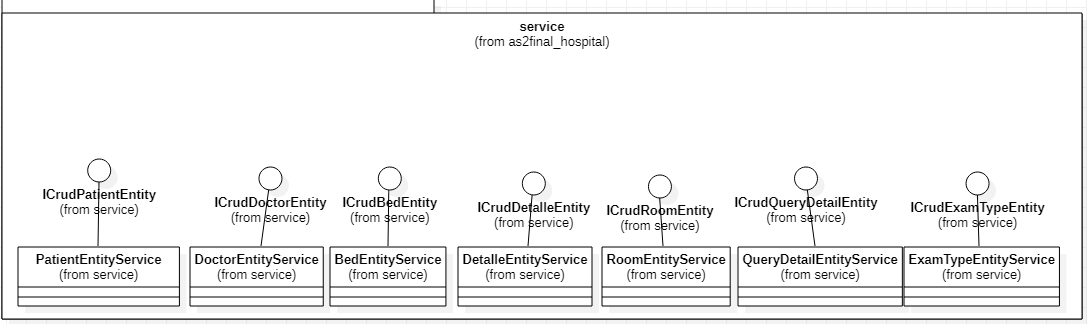 service
(from as2final_hospital)
ICrudPatientEntity
(from service)
ICrudDoctorEntity
(from service)
ICrudBedEntity
(from service)
ICrudDetalleEntity
(from service)
ICrudRoomEntity
(from service)
ICrudQueryDetailEntity
(from service)
ICrudExamTypeEntity
(from service)
PatientEntityService
(from service)
DoctorEntityService
(from service)
BedEntityService
(from service)
DetalleEntityService
(from service)
RoomEntityService
(from service)
QueryDetailEntityService
(from service)
ExamTypeEntityService
(from service)